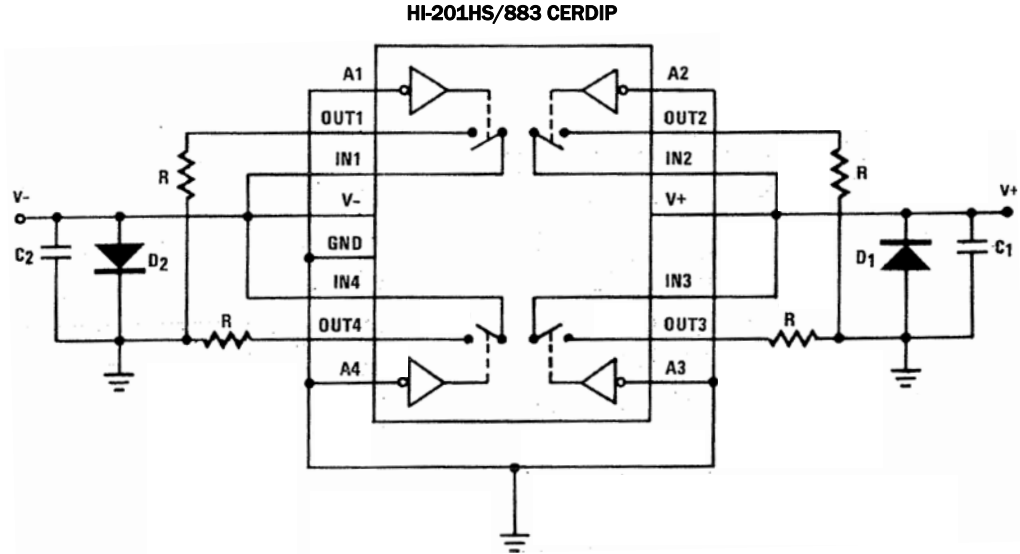 HI-201HS/883 CERDIP
A1
A2
OUT1
OUT2
IN1
IN2
R
R
V–
V–
V+
V+
GND
C2
D2
D1
C1
IN4
IN3
R
OUT4
OUT3
R
A4
A3